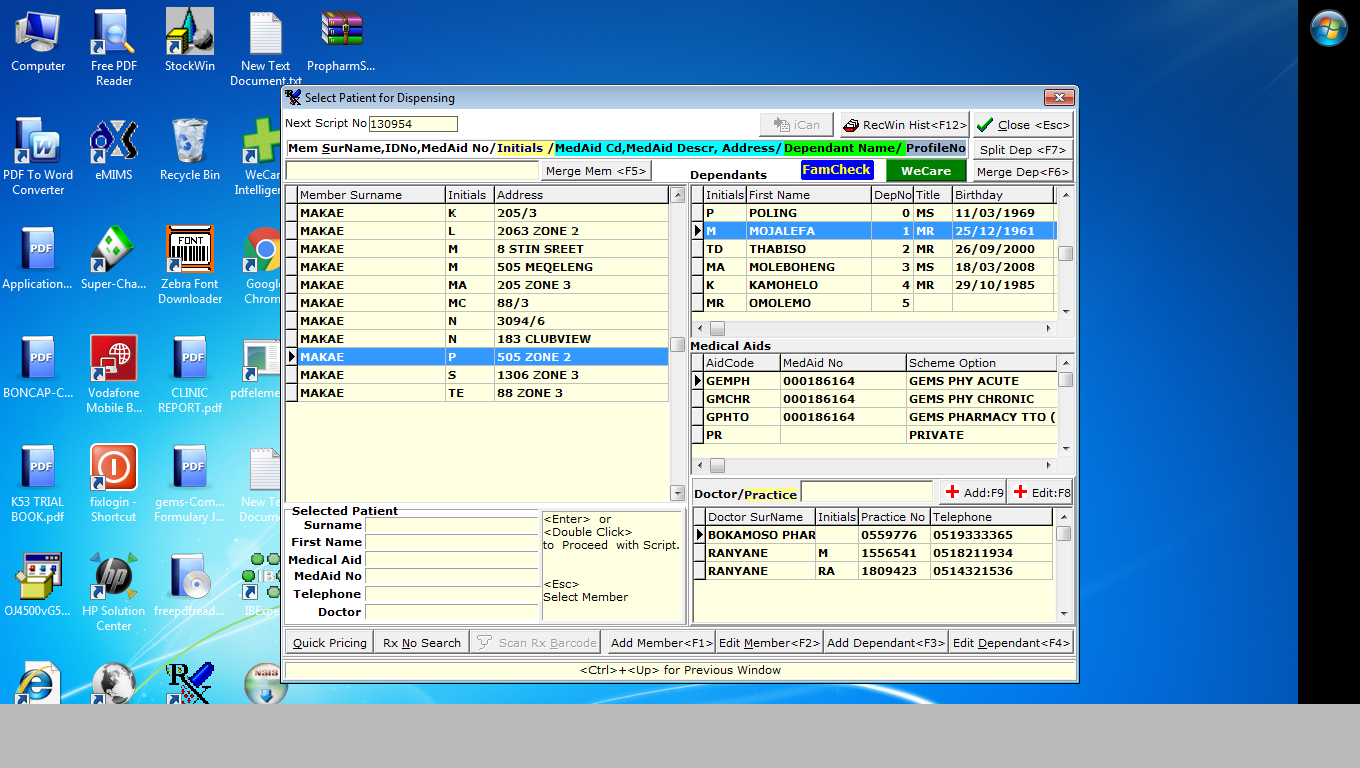 Computer
Free PDF Reader
StockWin
New Text Document.txt
PropharmS...
PDF To Word Converter
eMIMS
Recycle Bin
WeCar
Intelligen
Application...
Super-Cha...
Zebra Font Downloader
Google
Chrom
BONCAP-C...
Vodafone Mobile B...
CLINIC REPORT.pdf
pdfeleme
K53 TRIAL BOOK.pdf
fixlogin - Shortcut
gems-Com... Formulary J...
New Te
Docume
OJ4500vG5...
HP Solution Center
freepdfread...
IBExpe
Select Patient for Dispensing
Next Script No 130954
iCan
RecWin Hist<F12>
Close <Esc>
Mem SurName,IDNo,MedAid No/Initials /MedAid Cd,MedAid Descr, Address/Dependant Name/ ProfileNo
Split Dep <F7>
Merge Mem <F5>
Dependants
FamCheck
WeCare
Merge Dep<F6>
Member Surname Initials Address
MAKAE K 205/3
MAKAE L 2063 ZONE 2
MAKAE M 8 STIN SREET
MAKAE M 505 MEQELENG
MAKAE MA 205 ZONE 3
MAKAE MC 88/3
MAKAE N 3094/6
MAKAE N 183 CLUBVIEW
MAKAE P 505 ZONE 2
MAKAE S 1306 ZONE 3
MAKAE TE 88 ZONE 3
Initials First Name DepNo Title Birthday
P POLING 0 MS 11/03/1969
M MOJALEFA 1 MR 25/12/1961
TD THABISO 2 MR 26/09/2000
MA MOLEBOHENG 3 MS 18/03/2008
K KAMOHELO 4 MR 29/10/1985
MR OMOLEMO 5
Medical Aids
AidCode MedAid No Scheme Option
GEMPH 000186164 GEMS PHY ACUTE
GMCHR 000186164 GEMS PHY CHRONIC
GPHTO 000186164 GEMS PHARMACY TTO (
PR PRIVATE
Doctor/Practice
Add:F9
Edit:F8
Doctor SurName Initials Practice No Telephone
BOKAMOSO PHAR 0559776 0519333365
RANYANE M 1556541 0518211934
RANYANE RA 1809423 0514321536
Selected Patient
Surname
First Name
Medical Aid
MedAid No
Telephone
Doctor
<Enter> or
<Double Click>
to Proceed with Script.
<Esc>
Select Member
Quick Pricing
Rx No Search
Scan Rx Barcode
Add Member<F1>
Edit Member<F2>
Add Dependant<F3>
Edit Dependant<F4>
<Ctrl>+<Up> for Previous Window